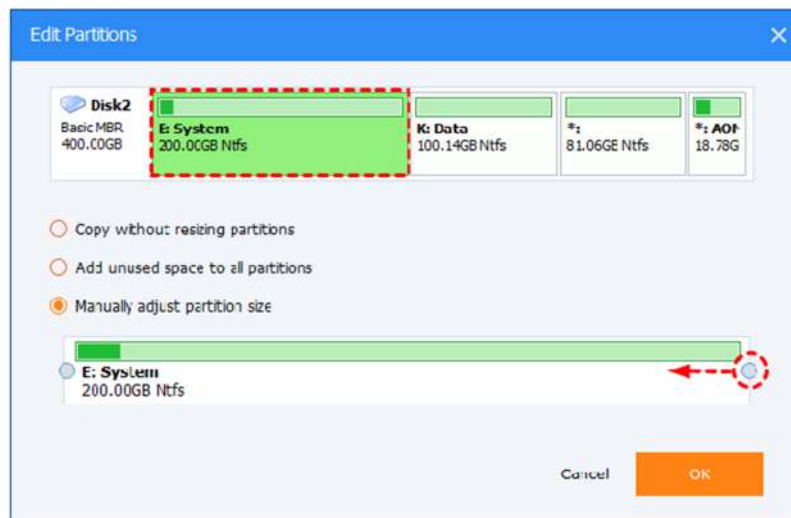 Edit Partitions
Disk2
Basic MBR
400.00GB
E: System
200.00GB Ntfs
K: Data
100.14GB Ntfs
*:
81.06GB Ntfs
*: AOM
18.78G
Copy without resizing partitions
Add unused space to all partitions
Manually adjust partition size
E: System
200.00GB Ntfs
Cancel
OK